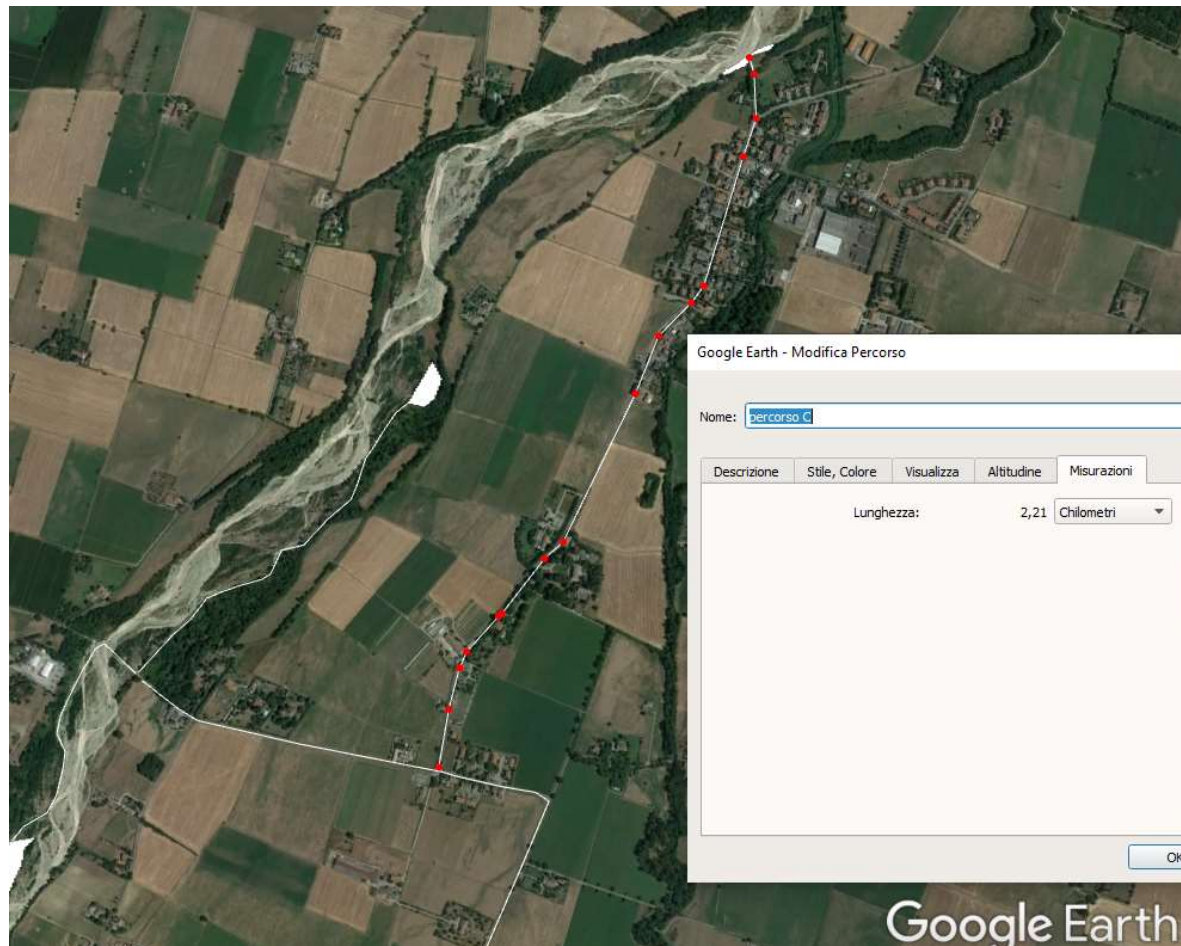 Google Earth - Modifica Percorso
Nome: percorso C
Descrizione Stile, Colore Visualizza Altitudine Misurazioni
Lunghezza: 2,21 Chilometri
OK
Google Earth